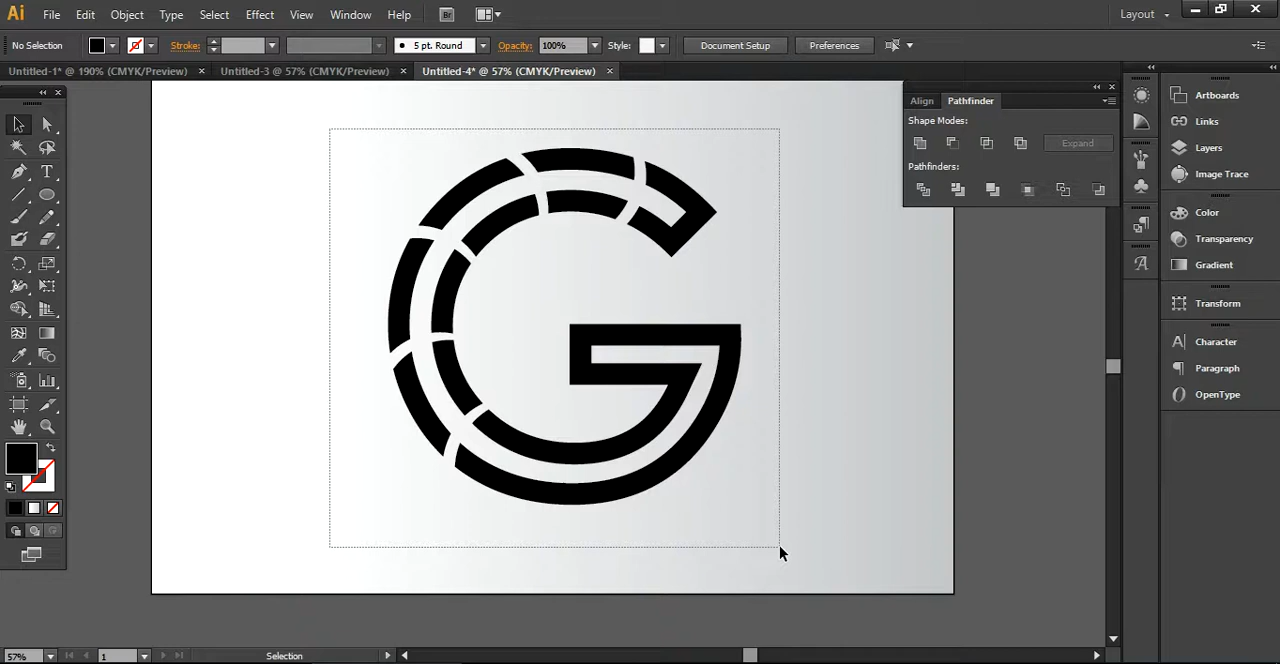 Ai File Edit Object Type Select Effect View Window Help Br Layout
No Selection Stroke: 5 pt. Round Opacity: 100% Style: Document Setup Preferences
Untitled-1* @ 190% (CMYK/Preview) Untitled-3 @ 57% (CMYK/Preview) Untitled-4* @ 57% (CMYK/Preview)
Align Pathfinder
Shape Modes:
Expand
Pathfinders:
Artboards
Links
Layers
Image Trace
Color
Transparency
Gradient
Transform
Character
Paragraph
OpenType
G
57% 1 Selection